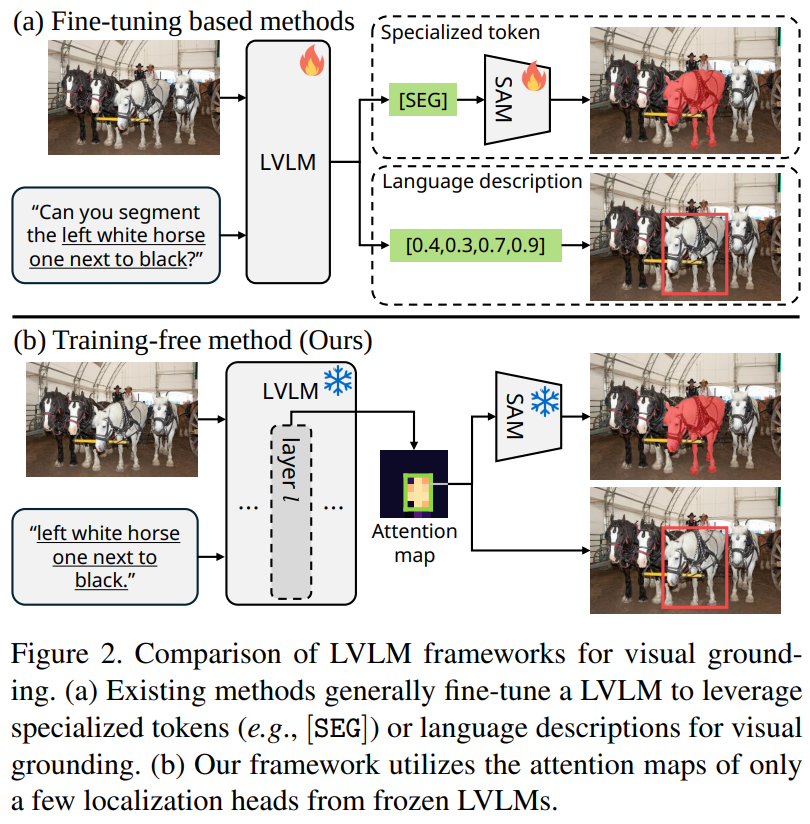 (a) Fine-tuning based methods
Specialized token
LVLM
[SEG]
SAM
“Can you segment
the left white horse
one next to black?”
Language description
[0.4,0.3,0.7,0.9]
(b) Training-free method (Ours)
LVLM
layer l
...
...
“left white horse
one next to
black.”
Attention
map
SAM
Figure 2. Comparison of LVLM frameworks for visual ground-
ing. (a) Existing methods generally fine-tune a LVLM to leverage
specialized tokens (e.g., [SEG]) or language descriptions for visual
grounding. (b) Our framework utilizes the attention maps of only
a few localization heads from frozen LVLMs.